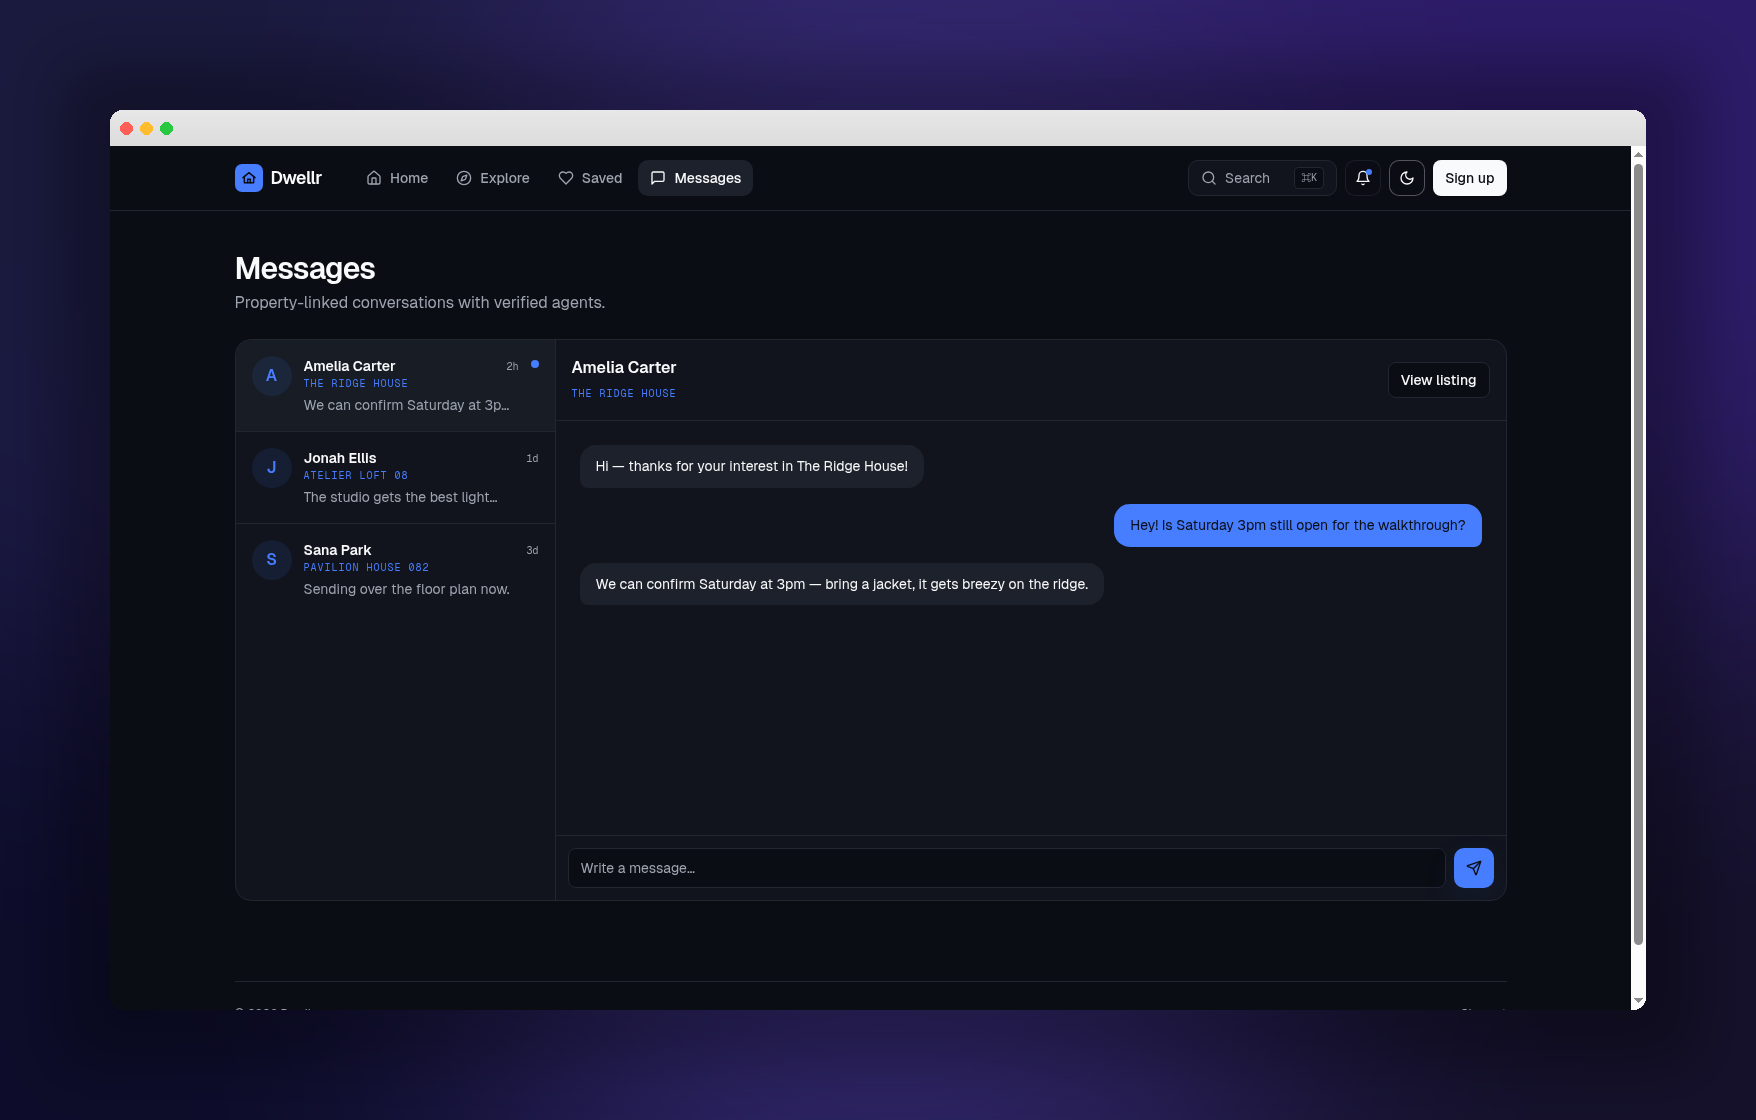 Dwellr
Home
Explore
Saved
Messages
Search
⌘K
Sign up
Messages
Property-linked conversations with verified agents.
A
Amelia Carter
2h
THE RIDGE HOUSE
We can confirm Saturday at 3p…
J
Jonah Ellis
1d
ATELIER LOFT 08
The studio gets the best light…
S
Sana Park
3d
PAVILION HOUSE 082
Sending over the floor plan now.
Amelia Carter
THE RIDGE HOUSE
View listing
Hi — thanks for your interest in The Ridge House!
Hey! Is Saturday 3pm still open for the walkthrough?
We can confirm Saturday at 3pm — bring a jacket, it gets breezy on the ridge.
Write a message…